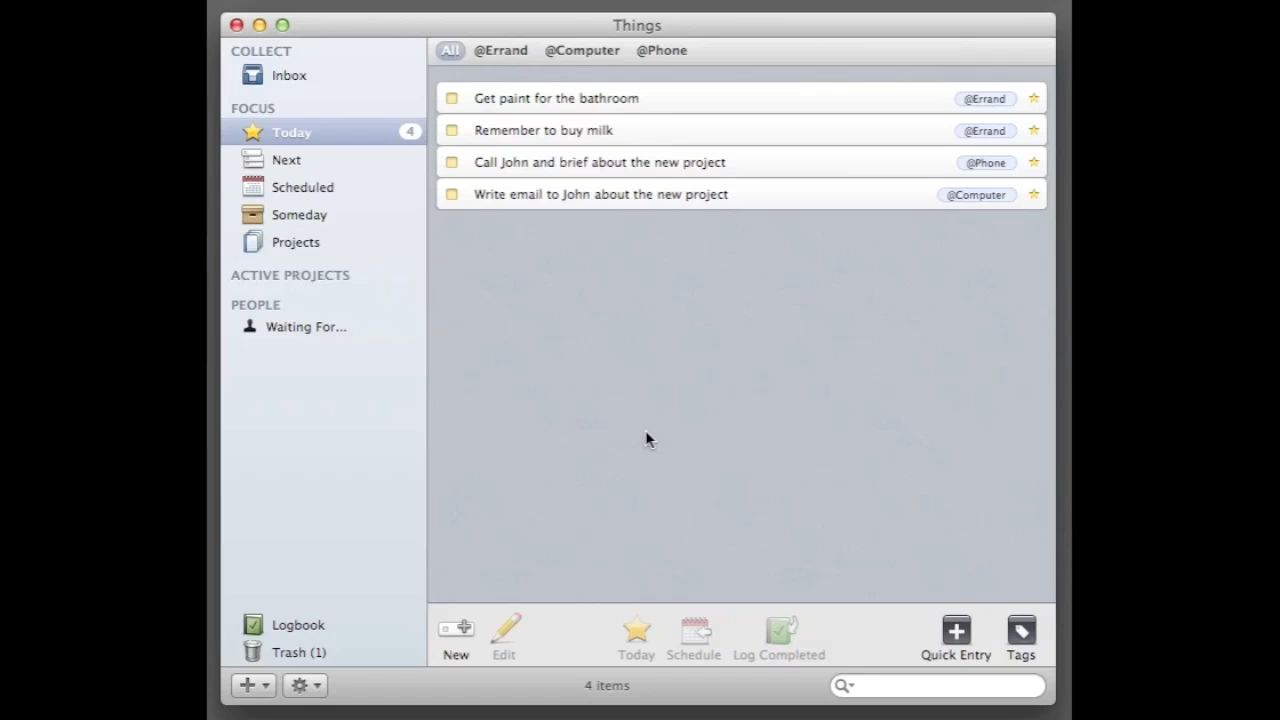 Things
COLLECT
Inbox
FOCUS
Today 4
Next
Scheduled
Someday
Projects
ACTIVE PROJECTS
PEOPLE
Waiting For...
Logbook
Trash (1)
All @Errand @Computer @Phone
Get paint for the bathroom @Errand
Remember to buy milk @Errand
Call John and brief about the new project @Phone
Write email to John about the new project @Computer
New Edit Today Schedule Log Completed Quick Entry Tags
4 items